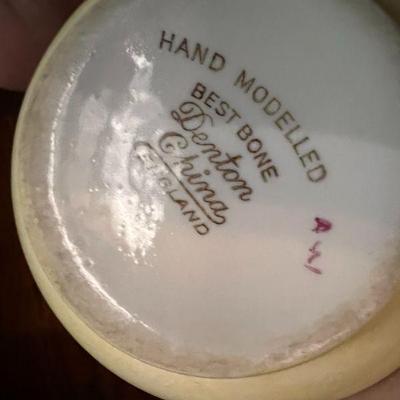 HAND MODELLED
BEST BONE
Denton
China
ENGLAND